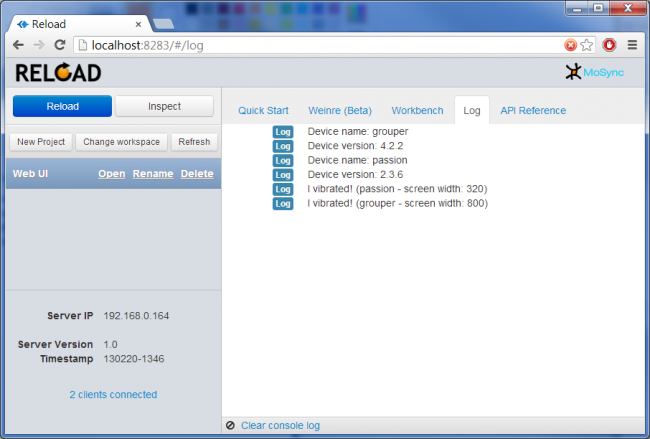 Reload
localhost:8283/#/log
RELOAD
MoSync
Reload Inspect
Quick Start Weinre (Beta) Workbench Log API Reference
New Project Change workspace Refresh
Web UI Open Rename Delete
Log Device name: grouper
Log Device version: 4.2.2
Log Device name: passion
Log Device version: 2.3.6
Log I vibrated! (passion - screen width: 320)
Log I vibrated! (grouper - screen width: 800)
Server IP 192.168.0.164
Server Version 1.0
Timestamp 130220-1346
2 clients connected
Clear console log